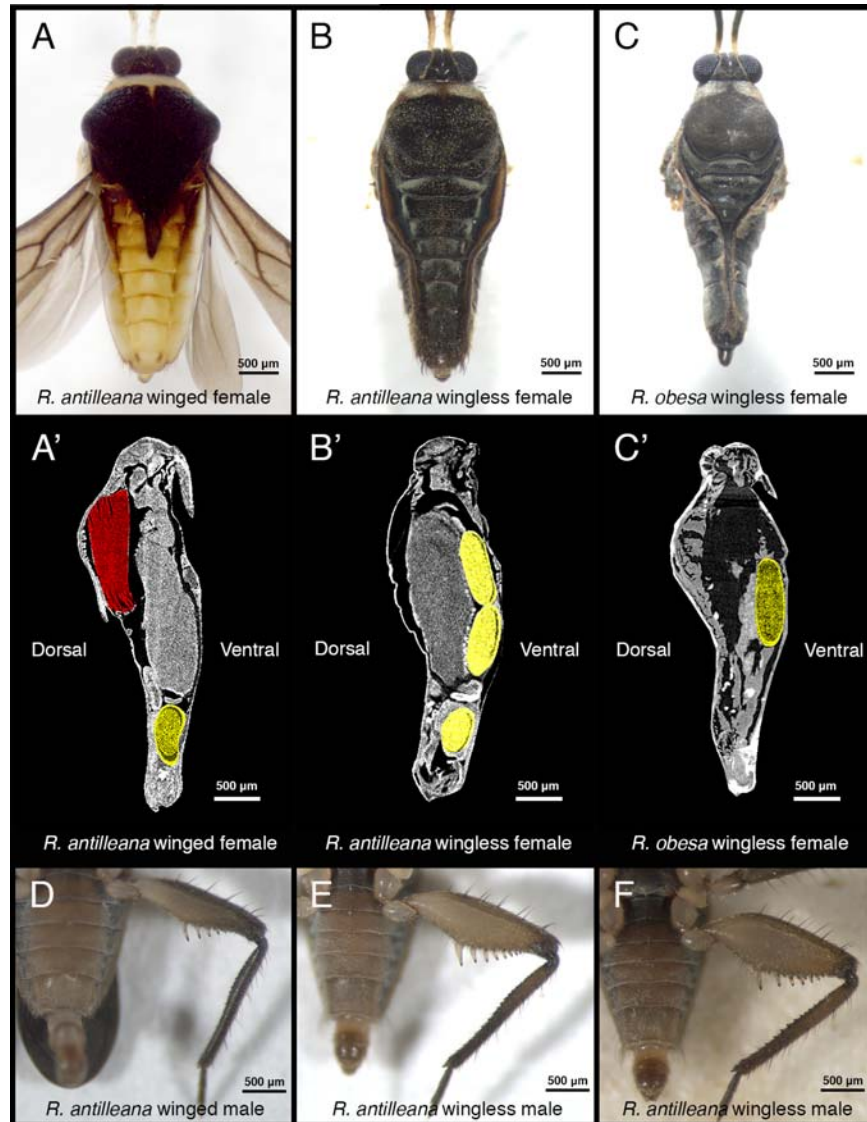 A
B
C
500 µm
500 µm
500 µm
R. antilleana winged female
R. antilleana wingless female
R. obesa wingless female
A'
B'
C'
Dorsal
Ventral
Dorsal
Ventral
Dorsal
Ventral
500 µm
500 µm
500 µm
R. antilleana winged female
R. antilleana wingless female
R. obesa wingless female
D
E
F
500 µm
500 µm
500 µm
R. antilleana winged male
R. antilleana wingless male
R. antilleana wingless male